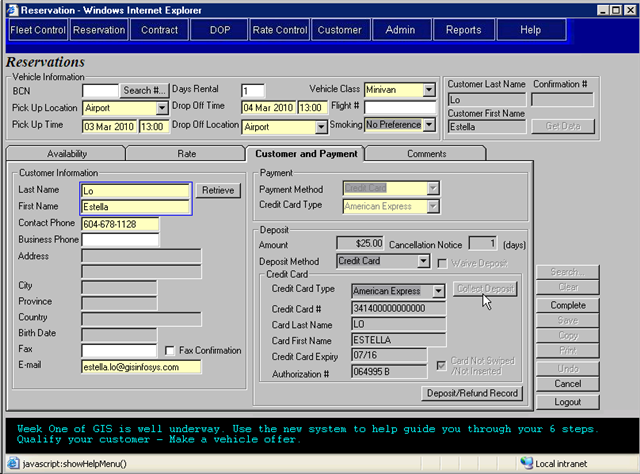 Reservation - Windows Internet Explorer
Fleet Control Reservation Contract DOP Rate Control Customer Admin Reports Help
Reservations
Vehicle Information
BCN Search #... Days Rental 1 Vehicle Class Minivan
Pick Up Location Airport Drop Off Time 04 Mar 2010 13:00 Flight #
Pick Up Time 03 Mar 2010 13:00 Drop Off Location Airport Smoking No Preference
Customer Last Name Confirmation #
Lo
Customer First Name
Estella Get Data
Availability Rate Customer and Payment Comments
Customer Information
Last Name Lo Retrieve
First Name Estella
Contact Phone 604-678-1128
Business Phone
Address
City
Province
Country
Birth Date
Fax Fax Confirmation
E-mail estella.lo@gisinfosys.com
Payment
Payment Method Credit Card
Credit Card Type American Express
Deposit
Amount $25.00 Cancellation Notice 1 (days)
Deposit Method Credit Card Waive Deposit
Credit Card
Credit Card Type American Express Collect Deposit
Credit Card # 341400000000000
Card Last Name LO
Card First Name ESTELLA
Credit Card Expiry 07/16 Card Not Swiped
/Not Inserted
Authorization # 064995 B
Deposit/Refund Record
Search...
Clear
Complete
Save
Copy
Print
Undo
Cancel
Logout
Week One of GIS is well underway. Use the new system to help guide you through your 6 steps.
Qualify your customer - Make a vehicle offer.
javascript:showHelpMenu() Local intranet